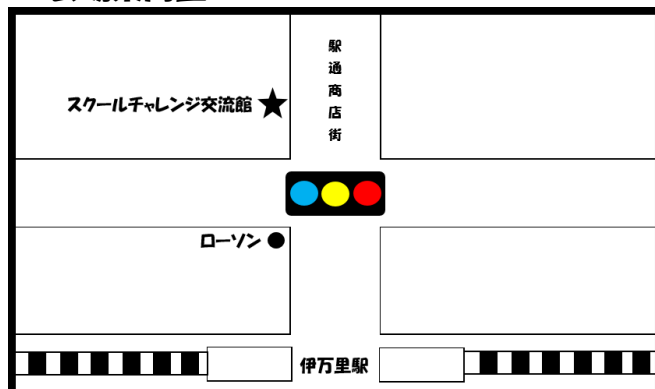 駅通商店街
スクールチャレンジ交流館
ローソン
伊万里駅